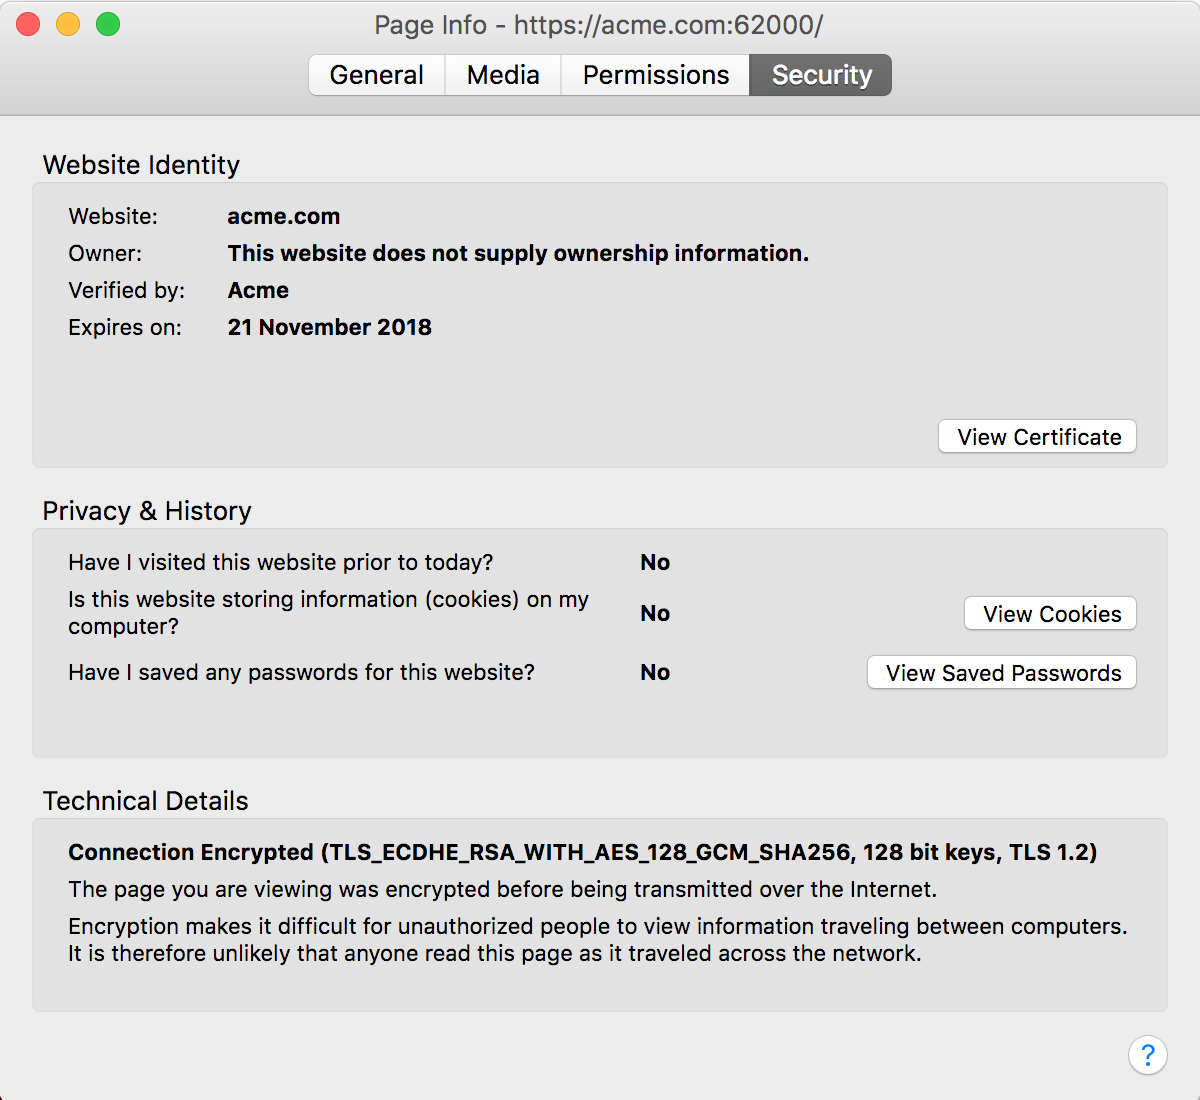 Page Info - https://acme.com:62000/
General Media Permissions Security
Website Identity
Website: acme.com
Owner: This website does not supply ownership information.
Verified by: Acme
Expires on: 21 November 2018
View Certificate
Privacy & History
Have I visited this website prior to today? No
Is this website storing information (cookies) on my
computer? No View Cookies
Have I saved any passwords for this website? No View Saved Passwords
Technical Details
Connection Encrypted (TLS_ECDHE_RSA_WITH_AES_128_GCM_SHA256, 128 bit keys, TLS 1.2)
The page you are viewing was encrypted before being transmitted over the Internet.
Encryption makes it difficult for unauthorized people to view information traveling between computers.
It is therefore unlikely that anyone read this page as it traveled across the network.
?